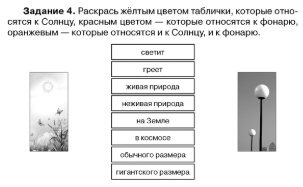 Задание 4. Раскрась жёлтым цветом таблички, которые отно-
сятся к Солнцу, красным цветом — которые относятся к фонарю,
оранжевым — которые относятся и к Солнцу, и к фонарю.
светит
греет
живая природа
неживая природа
на Земле
в космосе
обычного размера
гигантского размера